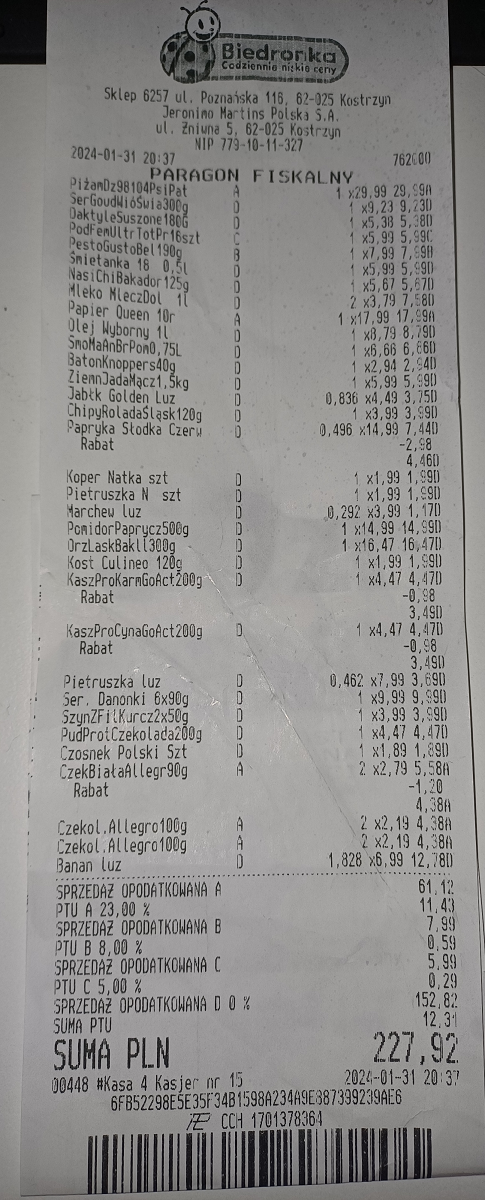 Biedronka
Codziennie niskie ceny
Sklep 6257 ul. Poznańska 116, 62-025 Kostrzyn
Jeronimo Martins Polska S.A.
ul. Żniwna 5, 62-025 Kostrzyn
NIP 779-10-11-327
2024-01-31 20:37 762600
PARAGON FISKALNY
PiżamDz98104PsiPat A 1 x29,99 29,99A
SerGoudWióSwia300g D 1 x9,23 9,23D
DaktyleSuszone180G D 1 x5,38 5,38D
PodFemUltrTotPr16szt C 1 x5,99 5,99C
PestoGustoBel190g B 1 x7,99 7,99B
Śmietanka 18 0,5l D 1 x5,99 5,99D
NasiChiBakador125g D 1 x5,67 5,67D
Mleko MleczDol 1l D 2 x3,79 7,58D
Papier Queen 10r A 1 x17,99 17,99A
Olej Wyborny 1l D 1 x8,79 8,79D
SmoMaAnBrPom0,75L D 1 x6,66 6,66D
BatonKnoppers40g D 1 x2,94 2,94D
ZiemnJadaMącz1,5kg D 1 x5,99 5,99D
Jabłk Golden Luz D 0,836 x4,49 3,75D
ChipyRoladaŚląsk120g D 1 x3,99 3,99D
Papryka Słodka Czerw D 0,496 x14,99 7,44D
Rabat -2,98
4,46D
Koper Natka szt D 1 x1,99 1,99D
Pietruszka N szt D 1 x1,99 1,99D
Marchew luz D 0,292 x3,99 1,17D
PomidorPaprycz500g D 1 x14,99 14,99D
OrzLaskBakll300g D 1 x16,47 16,47D
Kost Culineo 120g D 1 x1,99 1,99D
KaszProKarmGoAct200g D 1 x4,47 4,47D
Rabat -0,98
3,49D
KaszProCynaGoAct200g D 1 x4,47 4,47D
Rabat -0,98
3,49D
Pietruszka luz D 0,462 x7,99 3,69D
Ser. Danonki 6x90g D 1 x9,99 9,99D
SzynZFilKurcz2x50g D 1 x3,99 3,99D
PudProtCzekolada200g D 1 x4,47 4,47D
Czosnek Polski Szt D 1 x1,89 1,89D
CzekBiałaAllegr90g A 2 x2,79 5,58A
Rabat -1,20
4,38A
Czekol.Allegro100g A 2 x2,19 4,38A
Czekol.Allegro100g A 2 x2,19 4,38A
Banan luz D 1,828 x6,99 12,78D
SPRZEDAŻ OPODATKOWANA A 61,12
PTU A 23,00 % 11,43
SPRZEDAŻ OPODATKOWANA B 7,99
PTU B 8,00 % 0,59
SPRZEDAŻ OPODATKOWANA C 5,99
PTU C 5,00 % 0,29
SPRZEDAŻ OPODATKOWANA D 0 % 152,82
SUMA PTU 12,31
SUMA PLN 227,92
00448 #Kasa 4 Kasjer nr 15 2024-01-31 20:37
6FB52298E5E35F34B1598A234A9E887399239AE6
CCH 1701378364